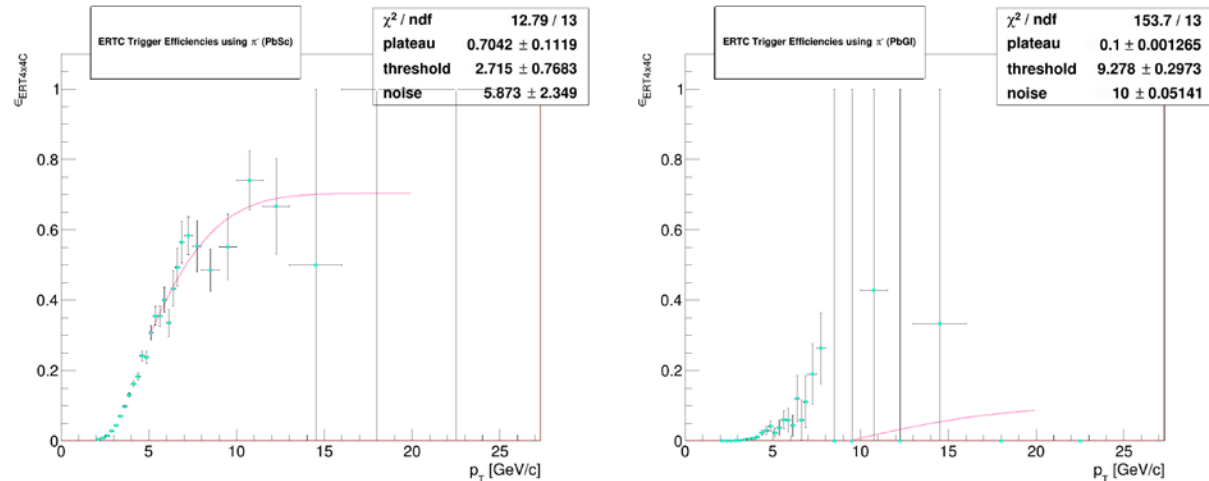 ERTC Trigger Efficiencies using π⁻ (PbSc)
χ² / ndf 12.79 / 13
plateau 0.7042 ± 0.1119
threshold 2.715 ± 0.7683
noise 5.873 ± 2.349
ε_ERT4x4C
1
0.8
0.6
0.4
0.2
0
0 5 10 15 20 25
p_T [GeV/c]
ERTC Trigger Efficiencies using π⁻ (PbGl)
χ² / ndf 153.7 / 13
plateau 0.1 ± 0.001265
threshold 9.278 ± 0.2973
noise 10 ± 0.05141
ε_ERT4x4C
1
0.8
0.6
0.4
0.2
0
0 5 10 15 20 25
p_T [GeV/c]